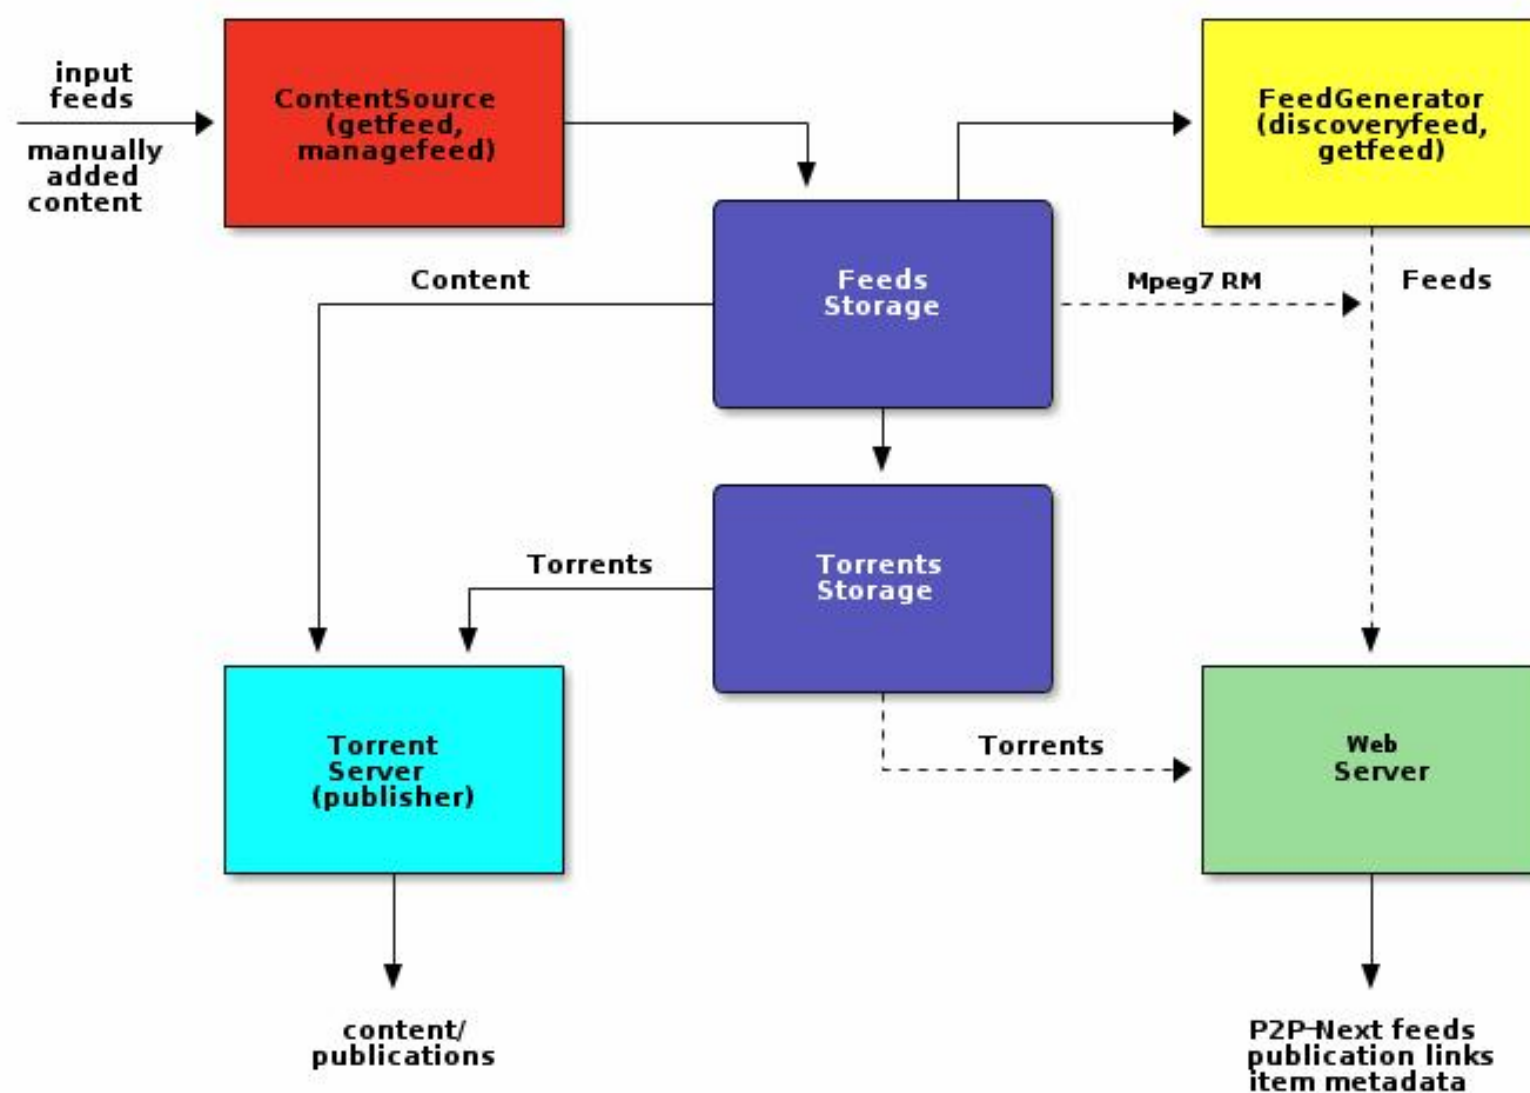 input
feeds
manually
added
content
ContentSource
(getfeed,
managefeed)
FeedGenerator
(discoveryfeed,
getfeed)
Content
Feeds
Storage
Mpeg7 RM
Feeds
Torrents
Torrents
Storage
Torrent
Server
(publisher)
Torrents
Web
Server
content/
publications
P2P-Next feeds
publication links
item metadata